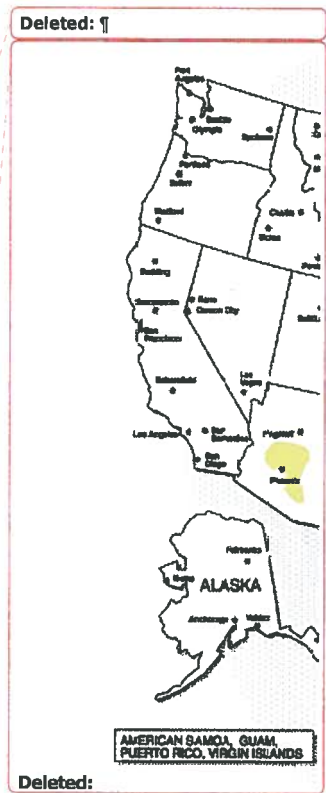 Deleted: ¶
Port
Angeles
Seattle
Olympia
Spokane
Portland
Salem
Medford
Boise
Redding
Sacramento
Reno
Carson City
San
Francisco
Bakersfield
Las
Vegas
Los Angeles
San
Bernardino
San
Diego
Flagstaff
Phoenix
Fairbanks
Nome
ALASKA
Anchorage
Valdez
AMERICAN SAMOA, GUAM,
PUERTO RICO, VIRGIN ISLANDS
Deleted: